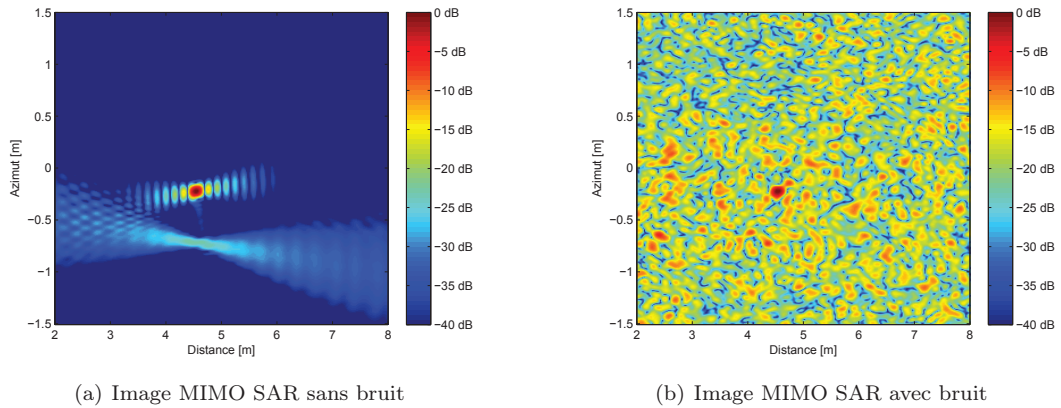 1.5
1
0.5
0
−0.5
−1
−1.5
Azimut [m]
2 3 4 5 6 7 8
Distance [m]
0 dB
−5 dB
−10 dB
−15 dB
−20 dB
−25 dB
−30 dB
−35 dB
−40 dB
(a) Image MIMO SAR sans bruit
1.5
1
0.5
0
−0.5
−1
−1.5
Azimut [m]
2 3 4 5 6 7 8
Distance [m]
0 dB
−5 dB
−10 dB
−15 dB
−20 dB
−25 dB
−30 dB
−35 dB
−40 dB
(b) Image MIMO SAR avec bruit